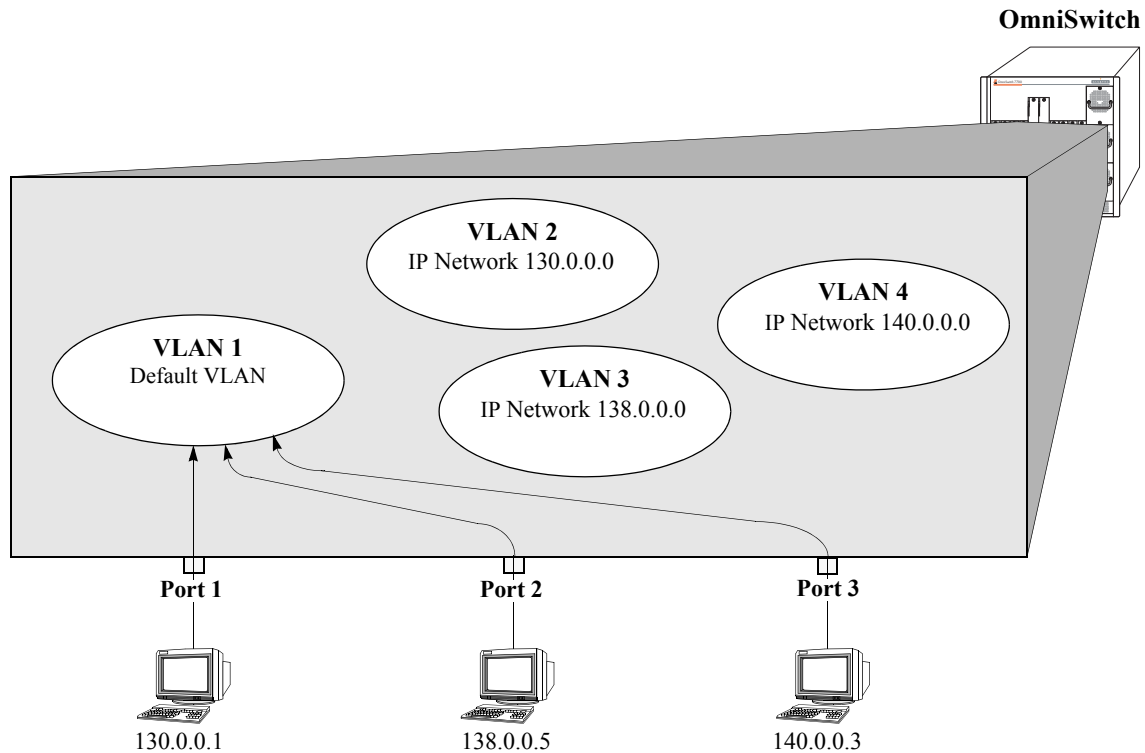 OmniSwitch
VLAN 2
IP Network 130.0.0.0
VLAN 4
IP Network 140.0.0.0
VLAN 1
Default VLAN
VLAN 3
IP Network 138.0.0.0
Port 1
Port 2
Port 3
130.0.0.1
138.0.0.5
140.0.0.3